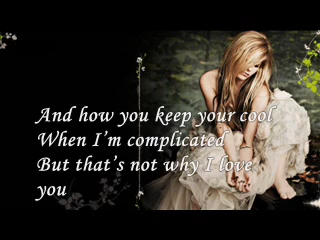 And how you keep your cool
When I'm complicated
But that's not why I love
you